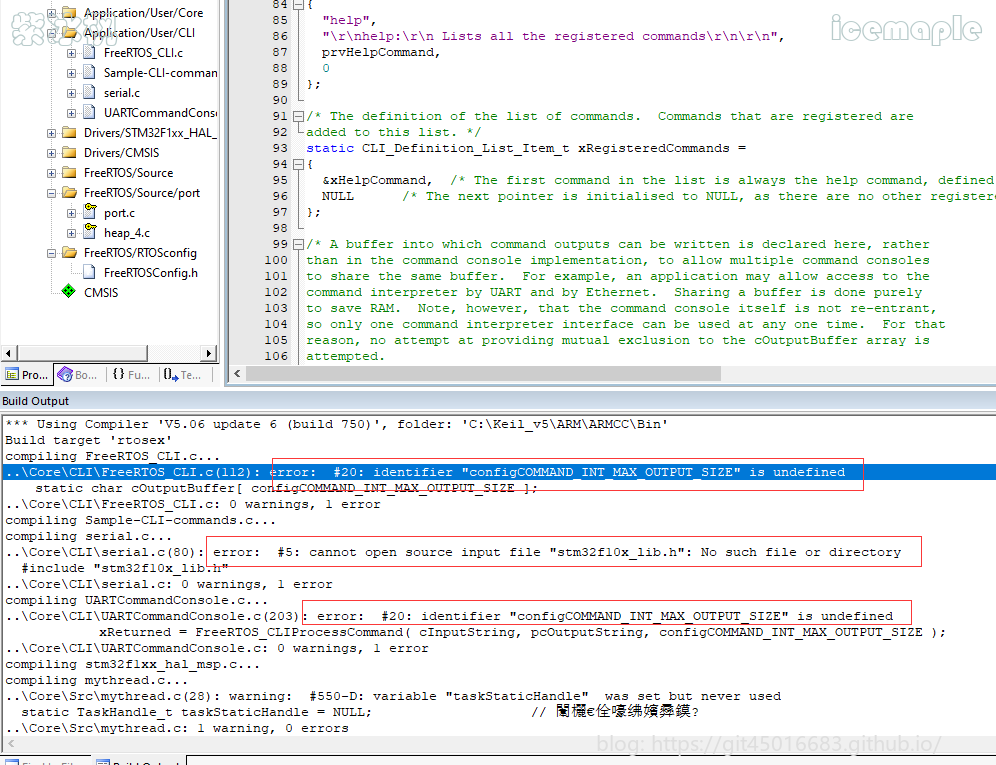 Application/User/Core
Application/User/CLI
FreeRTOS_CLI.c
Sample-CLI-comman
serial.c
UARTCommandConso
Drivers/STM32F1xx_HAL_
Drivers/CMSIS
FreeRTOS/Source
FreeRTOS/Source/port
port.c
heap_4.c
FreeRTOS/RTOSconfig
FreeRTOSConfig.h
CMSIS
Pro...
Bo...
{} Fu...
Te...
icemaple
84 {
85 "help",
86 "\r\nhelp:\r\n Lists all the registered commands\r\n\r\n",
87 prvHelpCommand,
88 0
89 };
90
91 /* The definition of the list of commands.  Commands that are registered are
92 added to this list. */
93 static CLI_Definition_List_Item_t xRegisteredCommands =
94 {
95 &xHelpCommand,  /* The first command in the list is always the help command, defined
96 NULL      /* The next pointer is initialised to NULL, as there are no other registere
97 };
98
99 /* A buffer into which command outputs can be written is declared here, rather
100 than in the command console implementation, to allow multiple command consoles
101 to share the same buffer.  For example, an application may allow access to the
102 command interpreter by UART and by Ethernet.  Sharing a buffer is done purely
103 to save RAM.  Note, however, that the command console itself is not re-entrant,
104 so only one command interpreter interface can be used at any one time.  For that
105 reason, no attempt at providing mutual exclusion to the cOutputBuffer array is
106 attempted.
Build Output
*** Using Compiler 'V5.06 update 6 (build 750)', folder: 'C:\Keil_v5\ARM\ARMCC\Bin'
Build target 'rtosex'
compiling FreeRTOS_CLI.c...
..\Core\CLI\FreeRTOS_CLI.c(112): error:  #20: identifier "configCOMMAND_INT_MAX_OUTPUT_SIZE" is undefined
static char cOutputBuffer[ configCOMMAND_INT_MAX_OUTPUT_SIZE ];
..\Core\CLI\FreeRTOS_CLI.c: 0 warnings, 1 error
compiling Sample-CLI-commands.c...
compiling serial.c...
..\Core\CLI\serial.c(80): error:  #5: cannot open source input file "stm32f10x_lib.h": No such file or directory
#include "stm32f10x_lib.h"
..\Core\CLI\serial.c: 0 warnings, 1 error
compiling UARTCommandConsole.c...
..\Core\CLI\UARTCommandConsole.c(203): error:  #20: identifier "configCOMMAND_INT_MAX_OUTPUT_SIZE" is undefined
xReturned = FreeRTOS_CLIProcessCommand( cInputString, pcOutputString, configCOMMAND_INT_MAX_OUTPUT_SIZE );
..\Core\CLI\UARTCommandConsole.c: 0 warnings, 1 error
compiling stm32f1xx_hal_msp.c...
compiling mythread.c...
..\Core\Src\mythread.c(28): warning:  #550-D: variable "taskStaticHandle"  was set but never used
static TaskHandle_t taskStaticHandle = NULL;                    //
..\Core\Src\mythread.c: 1 warning, 0 errors
blog: https://git45016683.github.io/